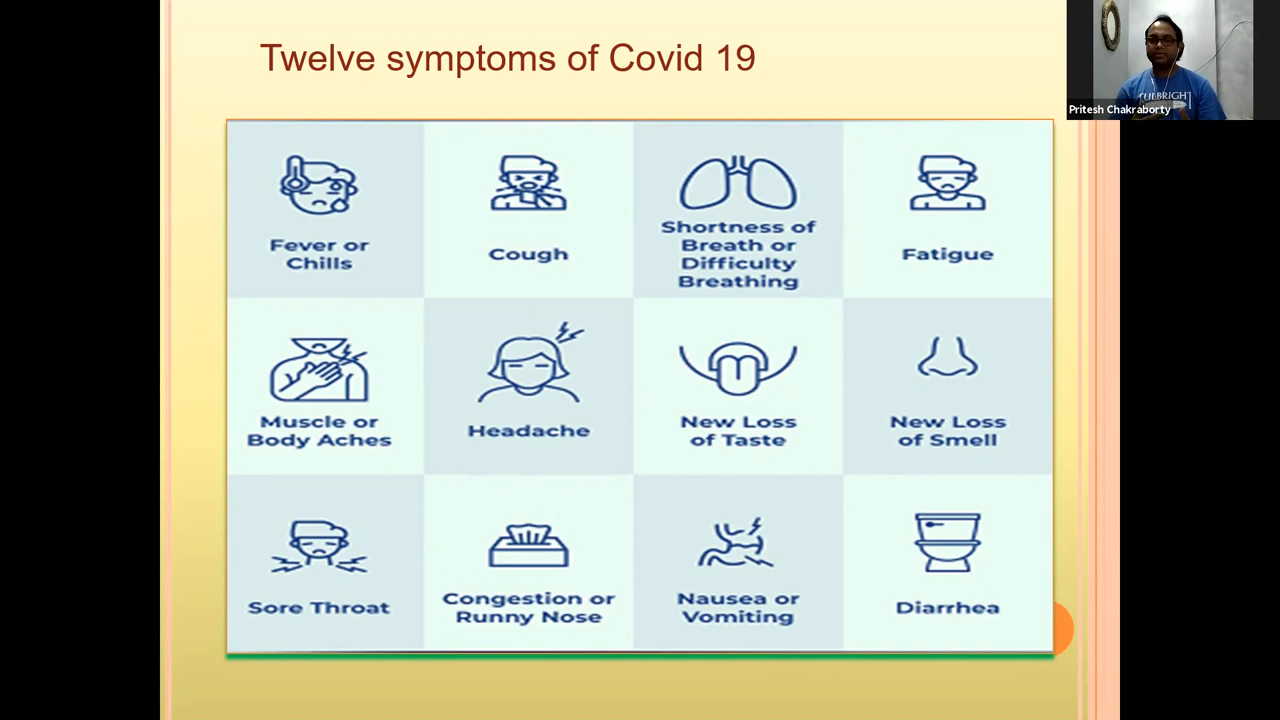 Twelve symptoms of Covid 19
FULBRIGHT
Pritesh Chakraborty
Fever or
Chills
Cough
Shortness of
Breath or
Difficulty
Breathing
Fatigue
Muscle or
Body Aches
Headache
New Loss
of Taste
New Loss
of Smell
Sore Throat
Congestion or
Runny Nose
Nausea or
Vomiting
Diarrhea